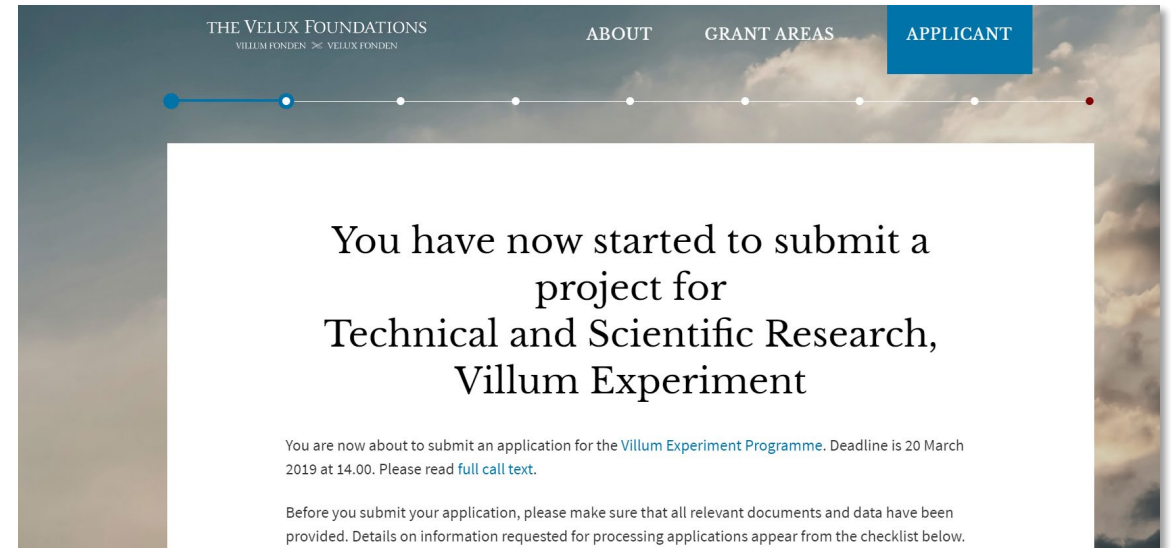 THE VELUX FOUNDATIONS
VILLUM FONDEN VELUX FONDEN
ABOUT GRANT AREAS APPLICANT
You have now started to submit a
project for
Technical and Scientific Research,
Villum Experiment
You are now about to submit an application for the Villum Experiment Programme. Deadline is 20 March
2019 at 14.00. Please read full call text.
Before you submit your application, please make sure that all relevant documents and data have been
provided. Details on information requested for processing applications appear from the checklist below.